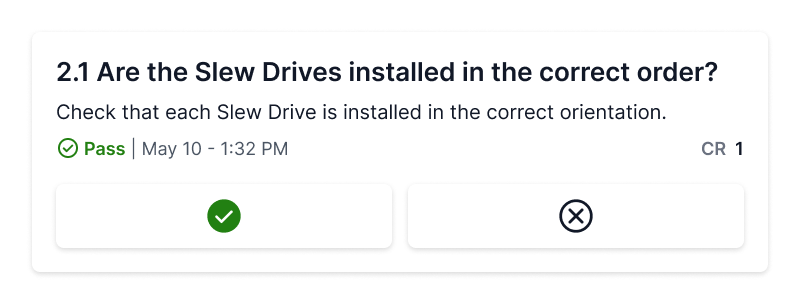 2.1 Are the Slew Drives installed in the correct order?
Check that each Slew Drive is installed in the correct orientation.
Pass | May 10 - 1:32 PM CR 1